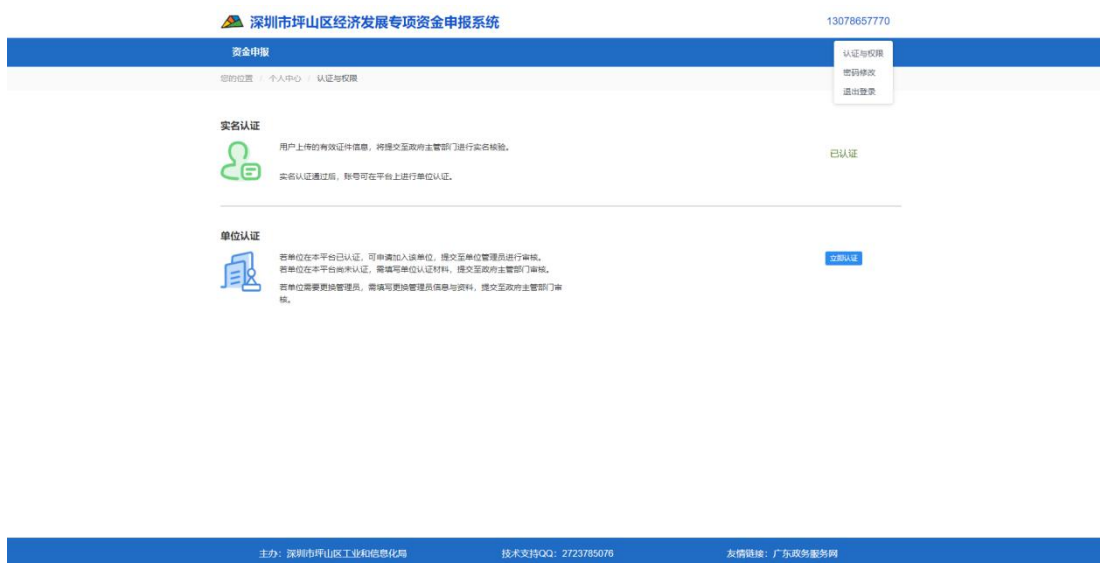 深圳市坪山区经济发展专项资金申报系统
13078657770
资金申报
认证与权限
密码修改
退出登录
您的位置 / 个人中心 / 认证与权限
实名认证
用户上传的有效证件信息，将提交至政府主管部门进行实名核验。
已认证
实名认证通过后，账号可在平台上进行单位认证。
单位认证
若单位在本平台已认证，可申请加入该单位，提交至单位管理员进行审核。
立即认证
若单位在本平台尚未认证，需填写单位认证材料，提交至政府主管部门审核。
若单位需要更换管理员，需填写更换管理员信息与资料，提交至政府主管部门审
核。
主办：深圳市坪山区工业和信息化局
技术支持QQ：2723785076
友情链接：广东政务服务网